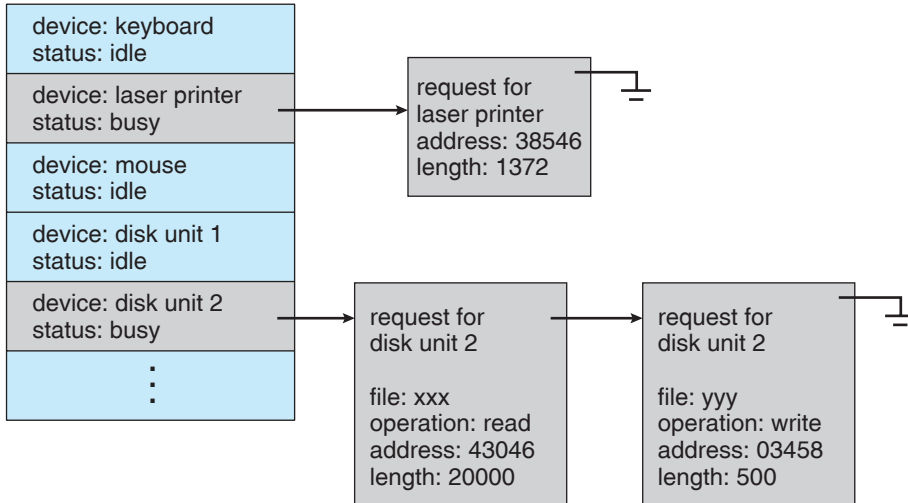 device: keyboard
status: idle
device: laser printer
status: busy
device: mouse
status: idle
device: disk unit 1
status: idle
device: disk unit 2
status: busy
request for
laser printer
address: 38546
length: 1372
request for
disk unit 2
file: xxx
operation: read
address: 43046
length: 20000
request for
disk unit 2
file: yyy
operation: write
address: 03458
length: 500